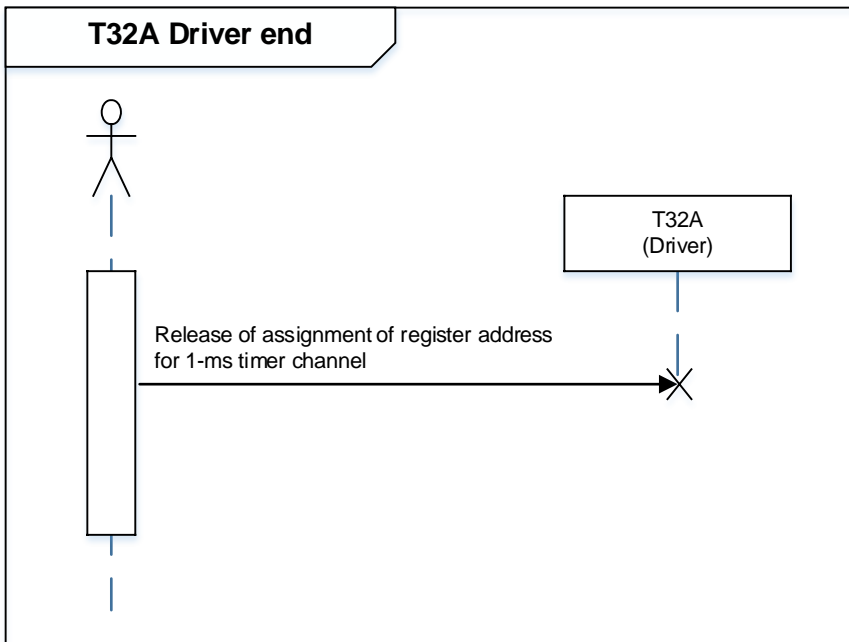 T32A Driver end
T32A
(Driver)
Release of assignment of register address
for 1-ms timer channel